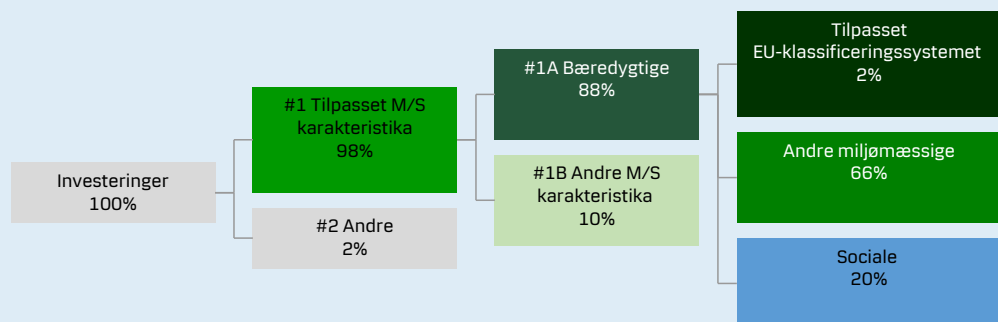 Investeringer
100%
#1 Tilpasset M/S
karakteristika
98%
#2 Andre
2%
#1A Bæredygtige
88%
#1B Andre M/S
karakteristika
10%
Tilpasset
EU-klassificeringssystemet
2%
Andre miljømæssige
66%
Sociale
20%